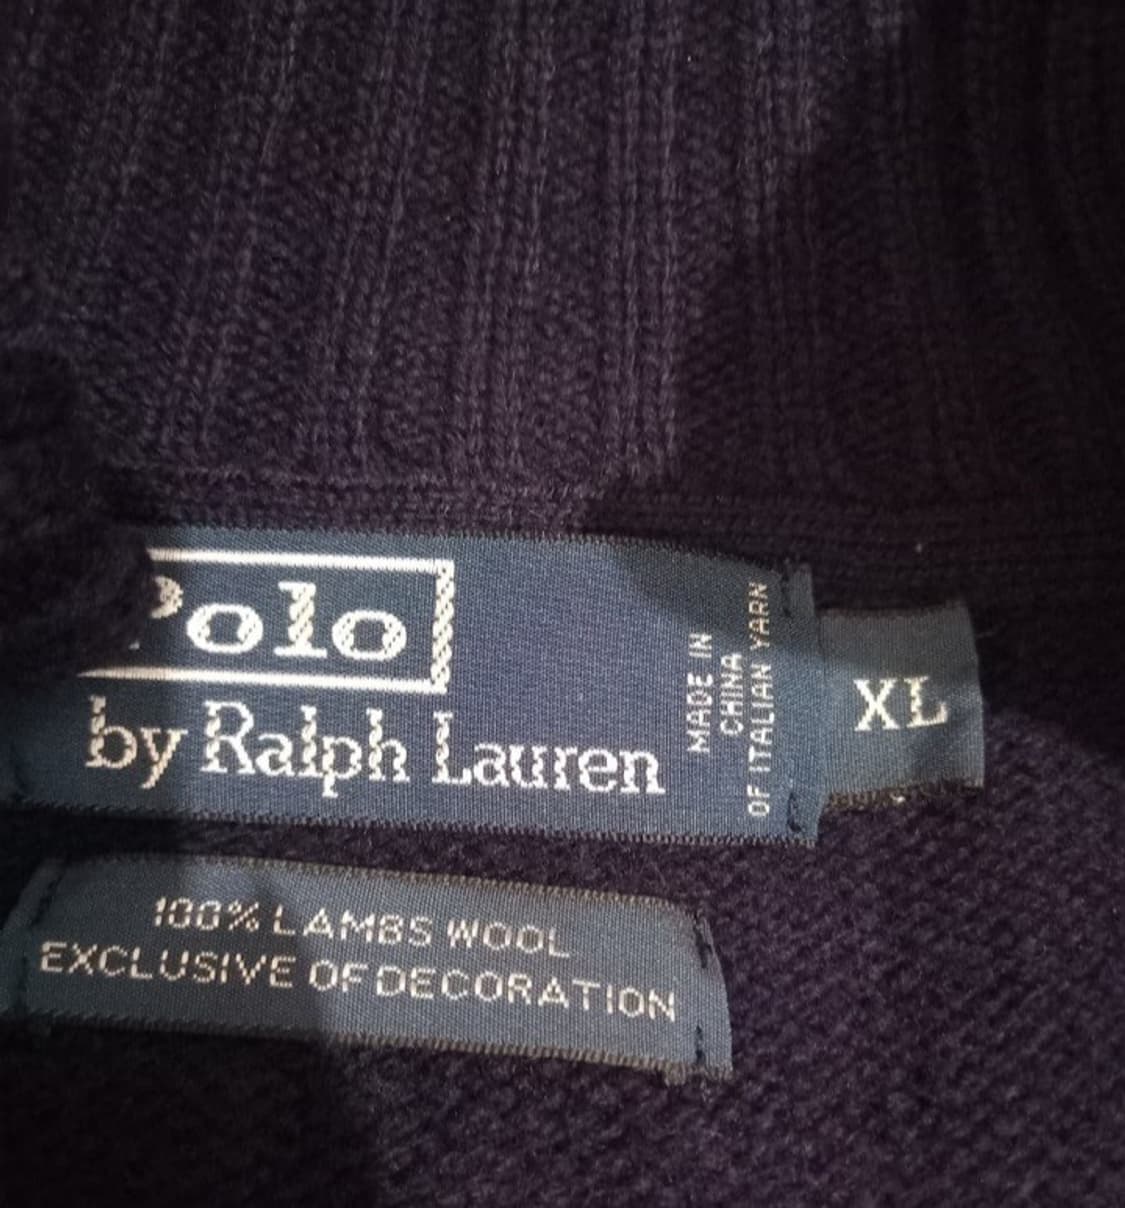 Polo
by Ralph Lauren
MADE IN
CHINA
OF ITALIAN YARN
XL
100% LAMBS WOOL
EXCLUSIVE OF DECORATION